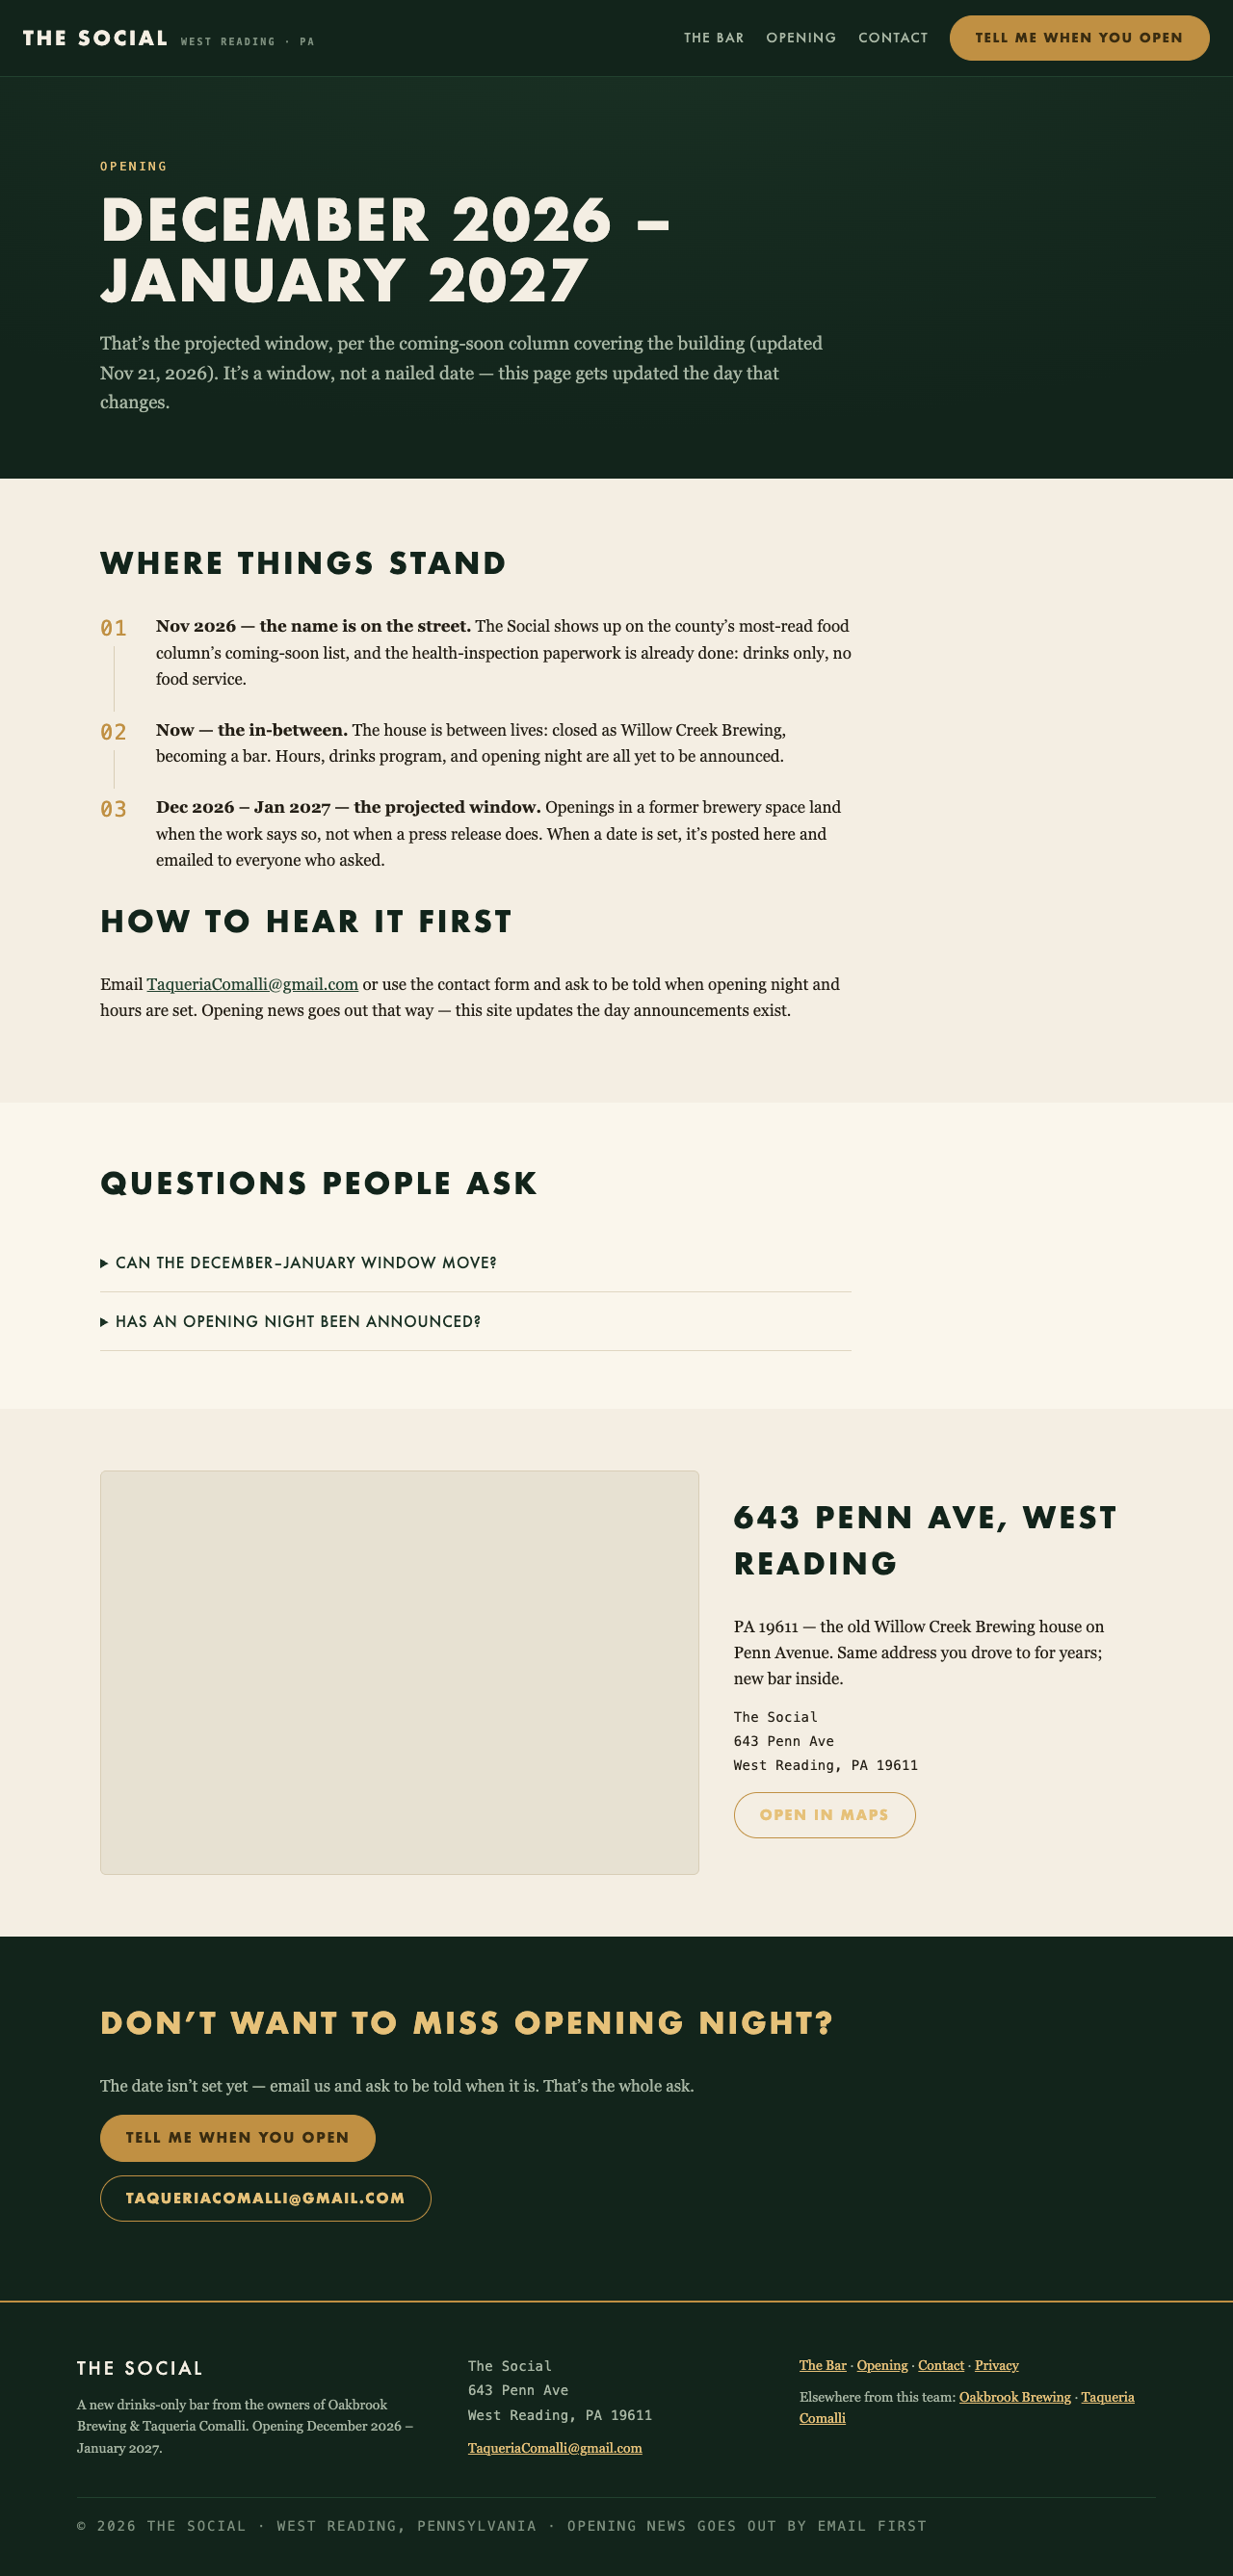 THE SOCIAL WEST READING · PA
THE BAR OPENING CONTACT TELL ME WHEN YOU OPEN
OPENING
DECEMBER 2026 –
JANUARY 2027
That’s the projected window, per the coming-soon column covering the building (updated
Nov 21, 2026). It’s a window, not a nailed date — this page gets updated the day that
changes.
WHERE THINGS STAND
01
Nov 2026 — the name is on the street. The Social shows up on the county’s most-read food
column’s coming-soon list, and the health-inspection paperwork is already done: drinks only, no
food service.
02
Now — the in-between. The house is between lives: closed as Willow Creek Brewing,
becoming a bar. Hours, drinks program, and opening night are all yet to be announced.
03
Dec 2026 – Jan 2027 — the projected window. Openings in a former brewery space land
when the work says so, not when a press release does. When a date is set, it’s posted here and
emailed to everyone who asked.
HOW TO HEAR IT FIRST
Email TaqueriaComalli@gmail.com or use the contact form and ask to be told when opening night and
hours are set. Opening news goes out that way — this site updates the day announcements exist.
QUESTIONS PEOPLE ASK
CAN THE DECEMBER–JANUARY WINDOW MOVE?
HAS AN OPENING NIGHT BEEN ANNOUNCED?
643 PENN AVE, WEST
READING
PA 19611 — the old Willow Creek Brewing house on
Penn Avenue. Same address you drove to for years;
new bar inside.
The Social
643 Penn Ave
West Reading, PA 19611
OPEN IN MAPS
DON’T WANT TO MISS OPENING NIGHT?
The date isn’t set yet — email us and ask to be told when it is. That’s the whole ask.
TELL ME WHEN YOU OPEN
TAQUERIACOMALLI@GMAIL.COM
THE SOCIAL
A new drinks-only bar from the owners of Oakbrook
Brewing & Taqueria Comalli. Opening December 2026 –
January 2027.
The Social
643 Penn Ave
West Reading, PA 19611
TaqueriaComalli@gmail.com
The Bar · Opening · Contact · Privacy
Elsewhere from this team: Oakbrook Brewing · Taqueria
Comalli
© 2026 THE SOCIAL · WEST READING, PENNSYLVANIA · OPENING NEWS GOES OUT BY EMAIL FIRST